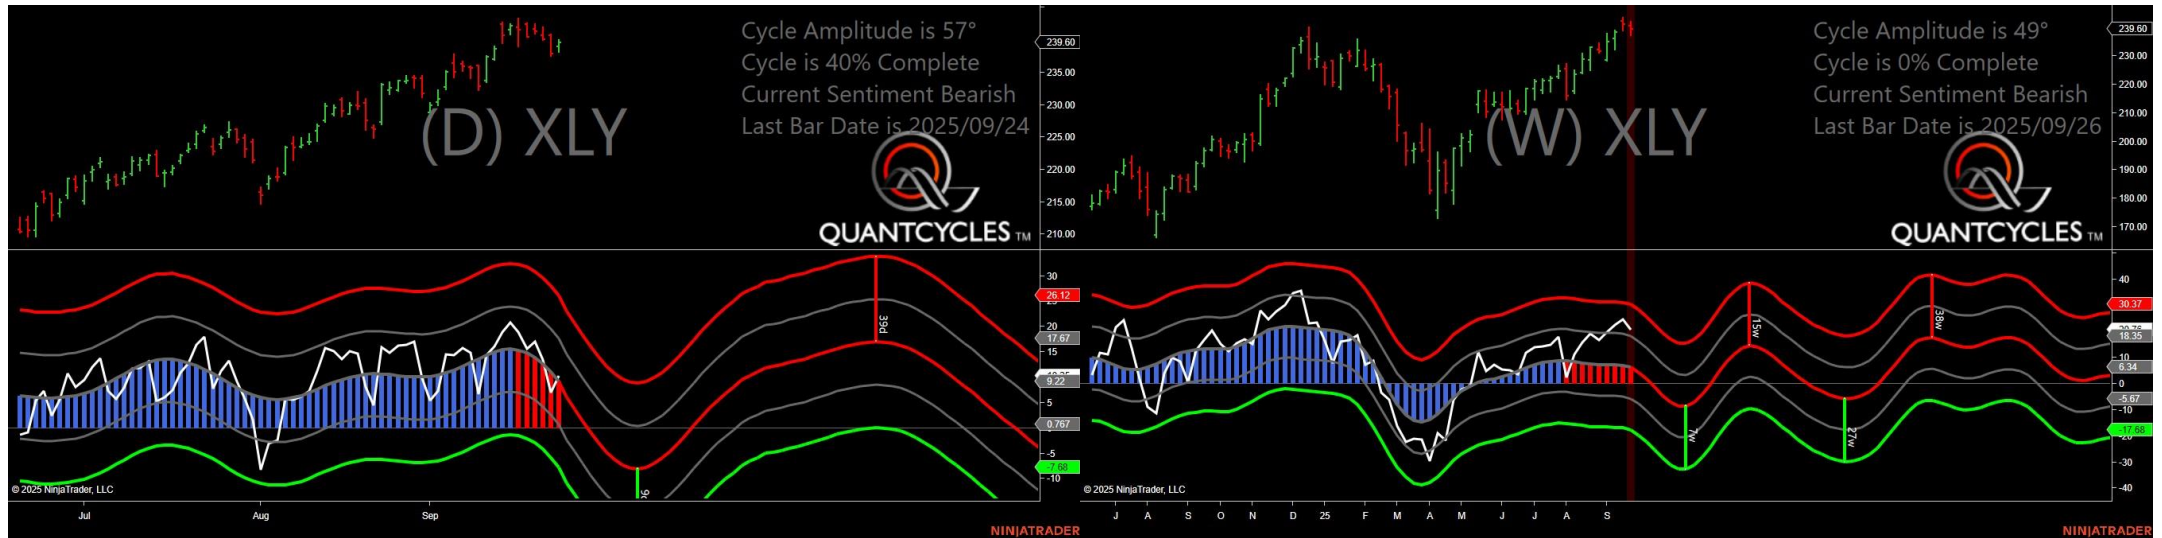 Cycle Amplitude is 57°
Cycle is 40% Complete
Current Sentiment Bearish
Last Bar Date is 2025/09/24
(D) XLY
QUANTCYCLES TM
239.60
235.00
230.00
225.00
220.00
215.00
210.00
30
26.12
20
17.67
15
9.22
5
0.767
-5
-7.68
-10
39d
© 2025 NinjaTrader, LLC
Jul
Aug
Sep
NINJATRADER
Cycle Amplitude is 49°
Cycle is 0% Complete
Current Sentiment Bearish
Last Bar Date is 2025/09/26
(W) XLY
QUANTCYCLES TM
239.60
230.00
220.00
210.00
200.00
190.00
180.00
170.00
40
30.37
18.35
10
6.34
0
-5.67
-10
-17.68
-30
-40
15w
38w
7w
27w
© 2025 NinjaTrader, LLC
J A S O N D 25 F M A M J J A S
NINJATRADER